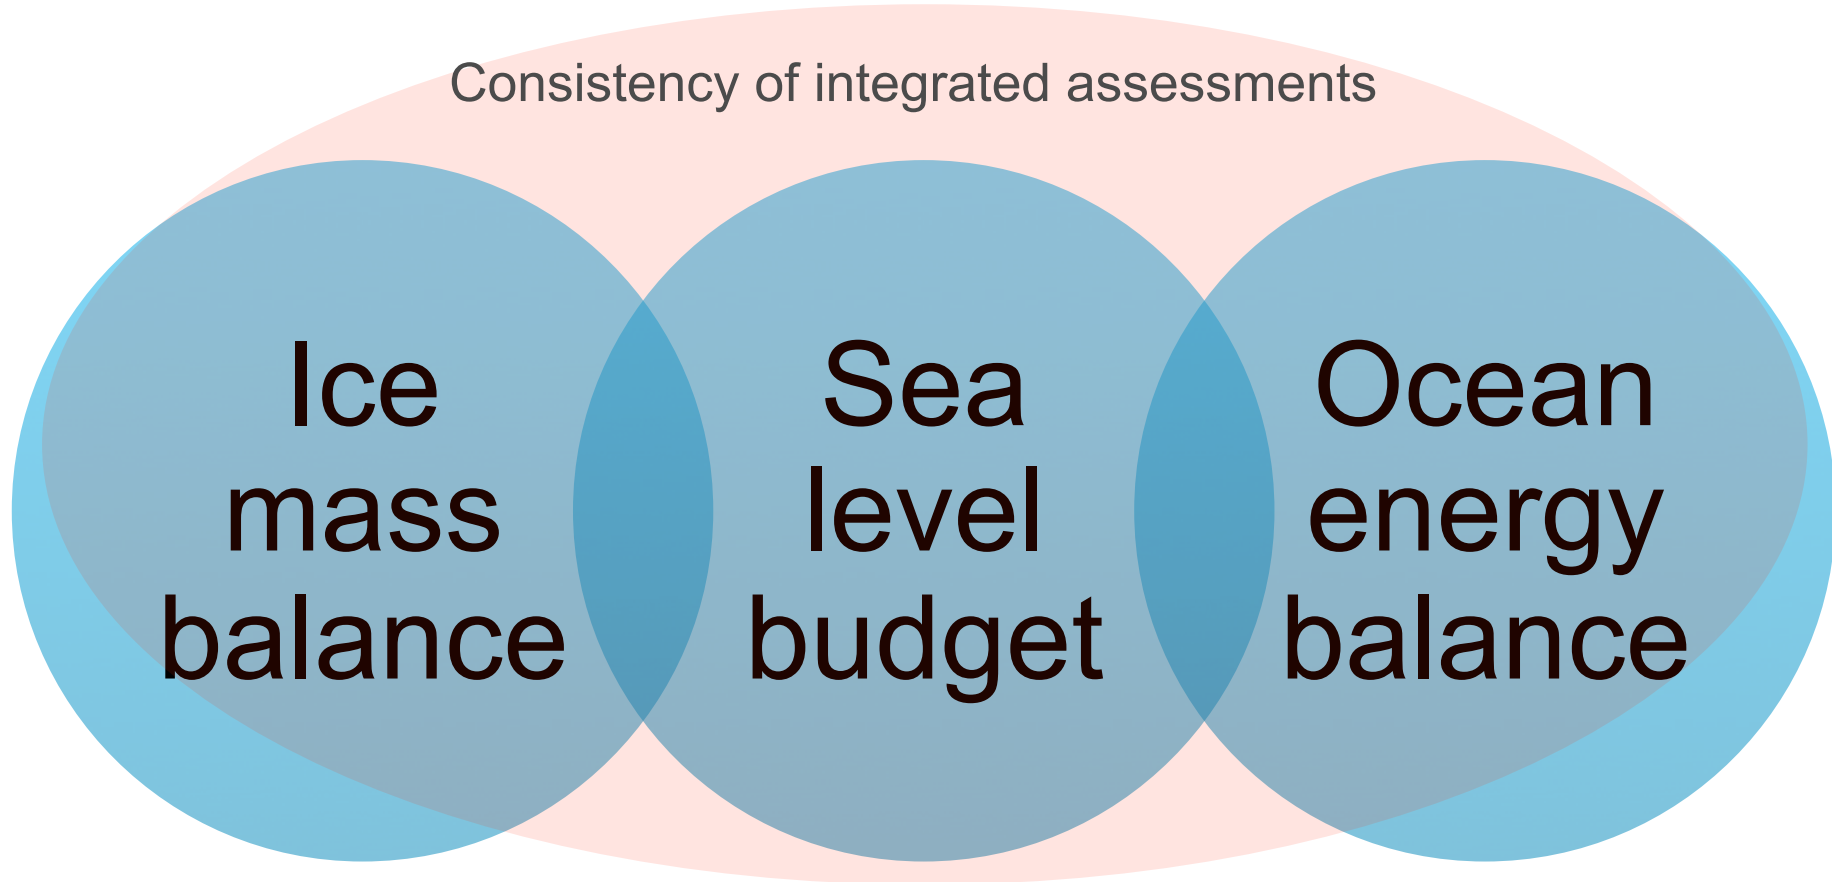 Consistency of integrated assessments
Ice
mass
balance
Sea
level
budget
Ocean
energy
balance